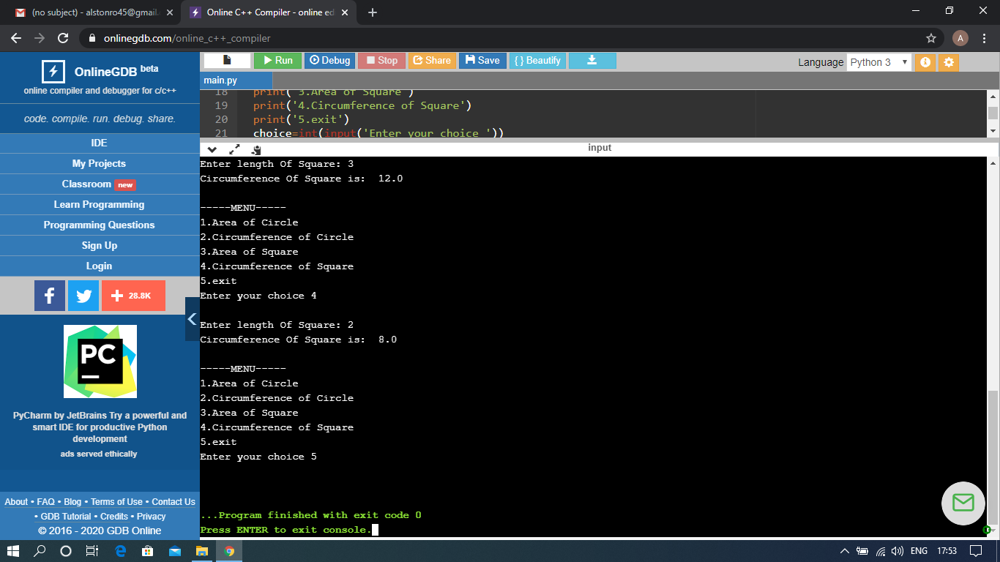 (no subject) - alstonro45@gmail.
Online C++ Compiler - online ed
onlinegdb.com/online_c++_compiler
A
OnlineGDB beta
online compiler and debugger for c/c++
code. compile. run. debug. share.
IDE
My Projects
Classroom new
Learn Programming
Programming Questions
Sign Up
Login
28.8K
PC
PyCharm by JetBrains Try a powerful and
smart IDE for productive Python
development
ads served ethically
About • FAQ • Blog • Terms of Use • Contact Us
• GDB Tutorial • Credits • Privacy
© 2016 - 2020 GDB Online
Run Debug Stop Share Save { } Beautify
Language Python 3
main.py
18 print('3.Area of Square')
19 print('4.Circumference of Square')
20 print('5.exit')
21 choice=int(input('Enter your choice '))
input
Enter length Of Square: 3
Circumference Of Square is:  12.0
-----MENU-----
1.Area of Circle
2.Circumference of Circle
3.Area of Square
4.Circumference of Square
5.exit
Enter your choice 4
Enter length Of Square: 2
Circumference Of Square is:  8.0
-----MENU-----
1.Area of Circle
2.Circumference of Circle
3.Area of Square
4.Circumference of Square
5.exit
Enter your choice 5
...Program finished with exit code 0
Press ENTER to exit console.
ENG 17:53